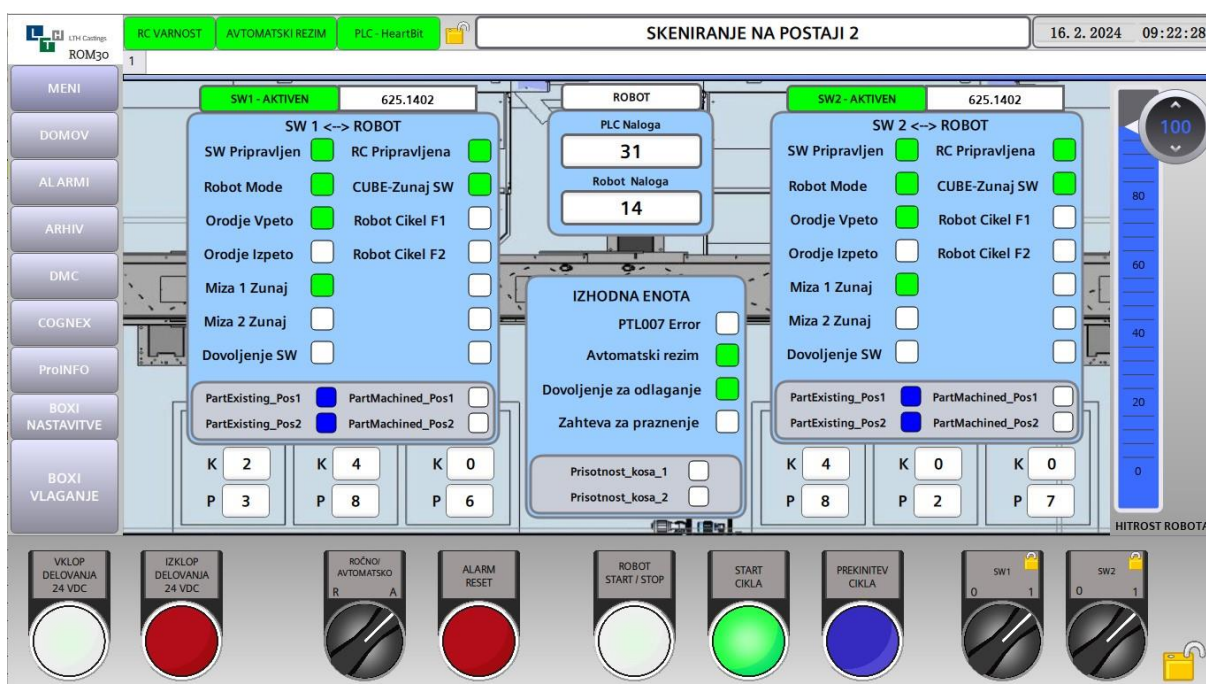 L T H LTH Castings
ROM30
RC VARNOST
AVTOMATSKI REZIM
PLC - HeartBit
SKENIRANJE NA POSTAJI 2
16. 2. 2024 09:22:28
1
MENI
DOMOV
ALARMI
ARHIV
DMC
COGNEX
ProINFO
BOXI
NASTAVITVE
BOXI
VLAGANJE
SW1 - AKTIVEN 625.1402
SW 1 <--> ROBOT
SW Pripravljen RC Pripravljena
Robot Mode CUBE-Zunaj SW
Orodje Vpeto Robot Cikel F1
Orodje Izpeto Robot Cikel F2
Miza 1 Zunaj
Miza 2 Zunaj
Dovoljenje SW
PartExisting_Pos1 PartMachined_Pos1
PartExisting_Pos2 PartMachined_Pos2
K 2 K 4 K 0
P 3 P 8 P 6
ROBOT
PLC Naloga
31
Robot Naloga
14
IZHODNA ENOTA
PTL007 Error
Avtomatski rezim
Dovoljenje za odlaganje
Zahteva za praznenje
Prisotnost_kosa_1
Prisotnost_kosa_2
SW2 - AKTIVEN 625.1402
SW 2 <--> ROBOT
SW Pripravljen RC Pripravljena
Robot Mode CUBE-Zunaj SW
Orodje Vpeto Robot Cikel F1
Orodje Izpeto Robot Cikel F2
Miza 1 Zunaj
Miza 2 Zunaj
Dovoljenje SW
PartExisting_Pos1 PartMachined_Pos1
PartExisting_Pos2 PartMachined_Pos2
K 4 K 0 K 0
P 8 P 2 P 7
100
80
60
40
20
0
HITROST ROBOTA
VKLOP
DELOVANJA
24 VDC
IZKLOP
DELOVANJA
24 VDC
ROČNO/
AVTOMATSKO
R A
ALARM
RESET
ROBOT
START / STOP
START
CIKLA
PREKINITEV
CIKLA
SW1
0 1
SW2
0 1